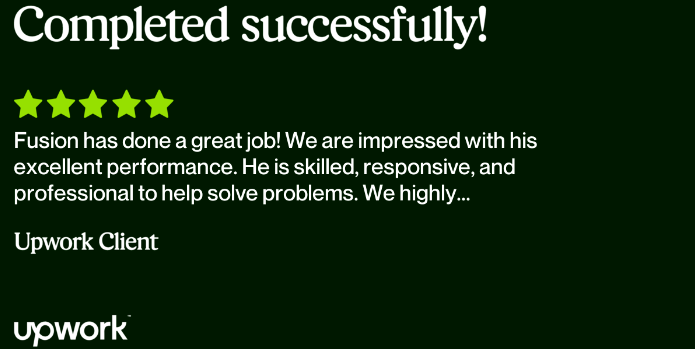 Completed successfully!
Fusion has done a great job! We are impressed with his
excellent performance. He is skilled, responsive, and
professional to help solve problems. We highly...
Upwork Client
upwork™